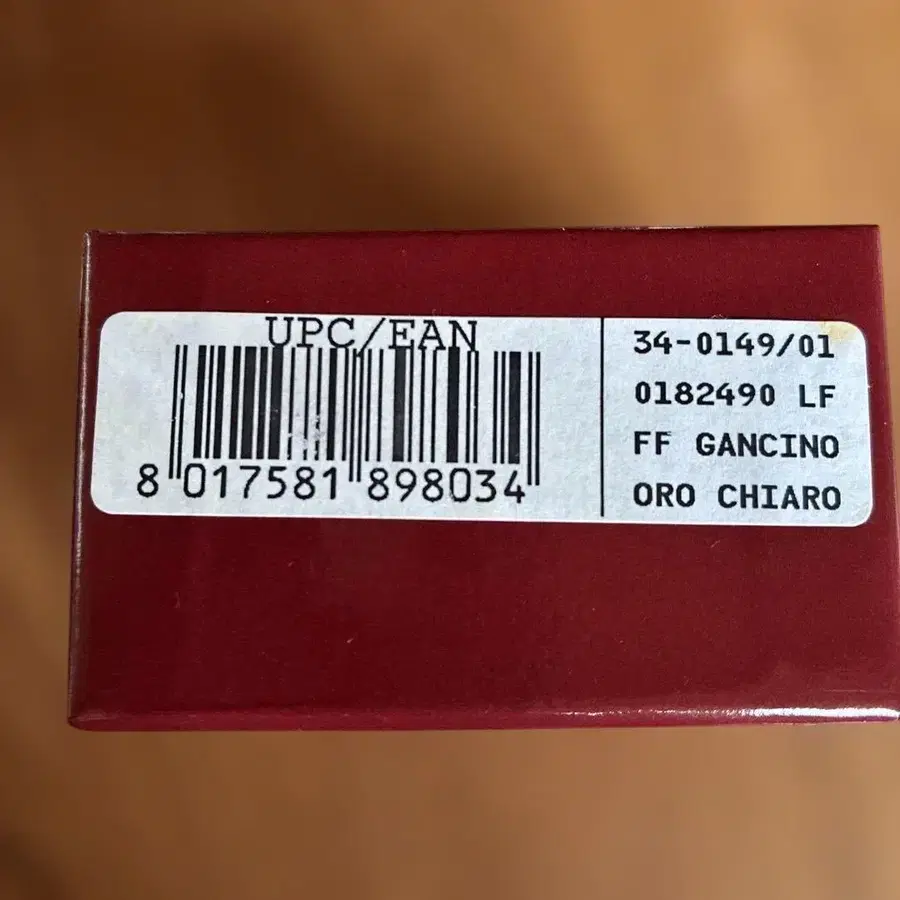 UPC/EAN
8 017581 898034
34-0149/01
0182490 LF
FF GANCINO
ORO CHIARO